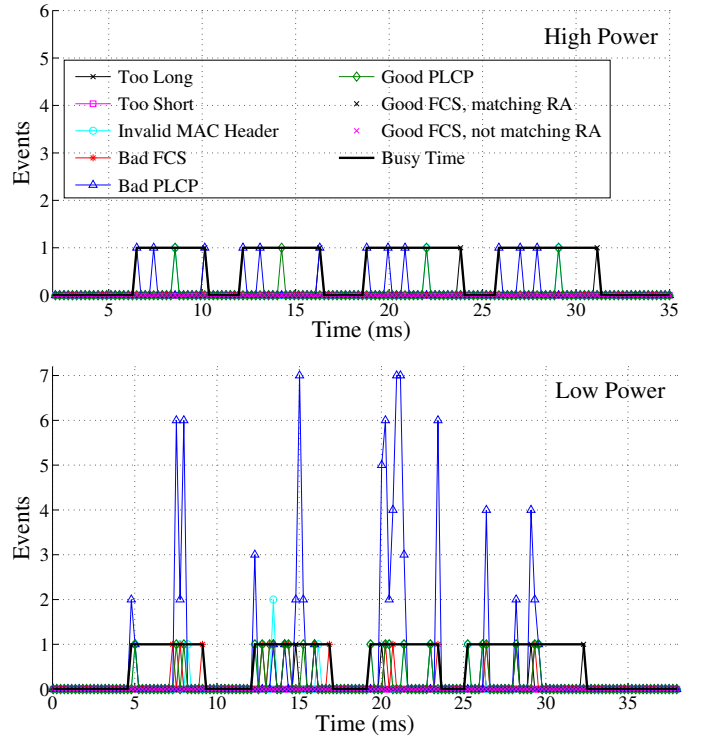 High Power
Events
6
5
4
3
2
1
0
Too Long
Too Short
Invalid MAC Header
Bad FCS
Bad PLCP
Good PLCP
Good FCS, matching RA
Good FCS, not matching RA
Busy Time
5 10 15 20 25 30 35
Time (ms)
Low Power
Events
7
6
5
4
3
2
1
0
0 5 10 15 20 25 30 35
Time (ms)